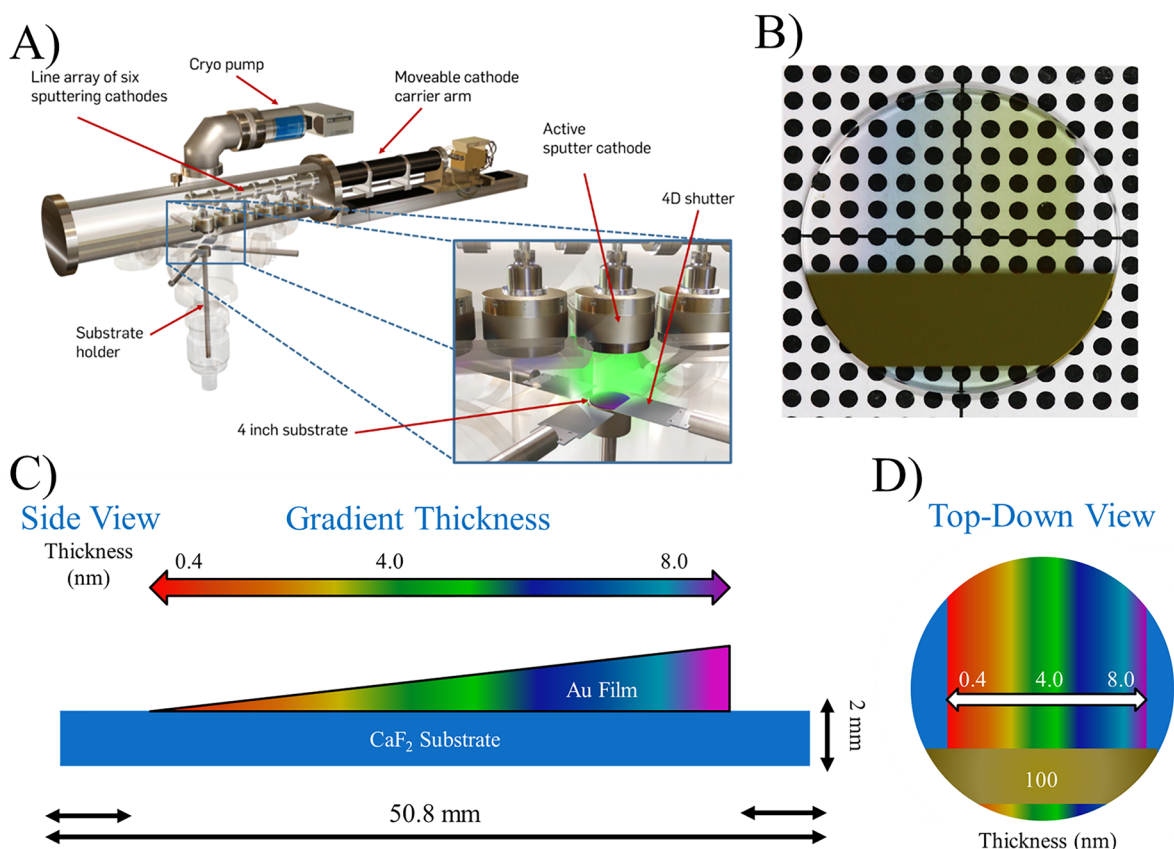 A)
Cryo pump
Line array of six
sputtering cathodes
Moveable cathode
carrier arm
Active
sputter cathode
4D shutter
Substrate
holder
4 inch substrate
B)
C)
Side View
Gradient Thickness
Thickness
(nm)
0.4
4.0
8.0
Au Film
CaF₂ Substrate
2 mm
50.8 mm
D)
Top-Down View
0.4
4.0
8.0
100
Thickness (nm)